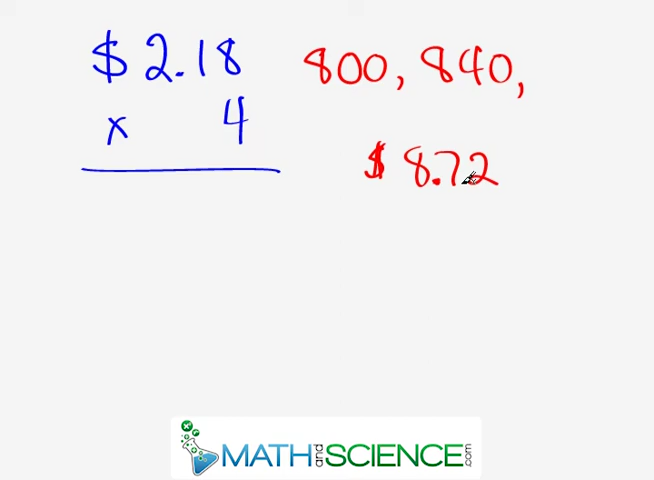 $ 2.18
x 4
800, 840,
$ 8.72
MATH and SCIENCE .com